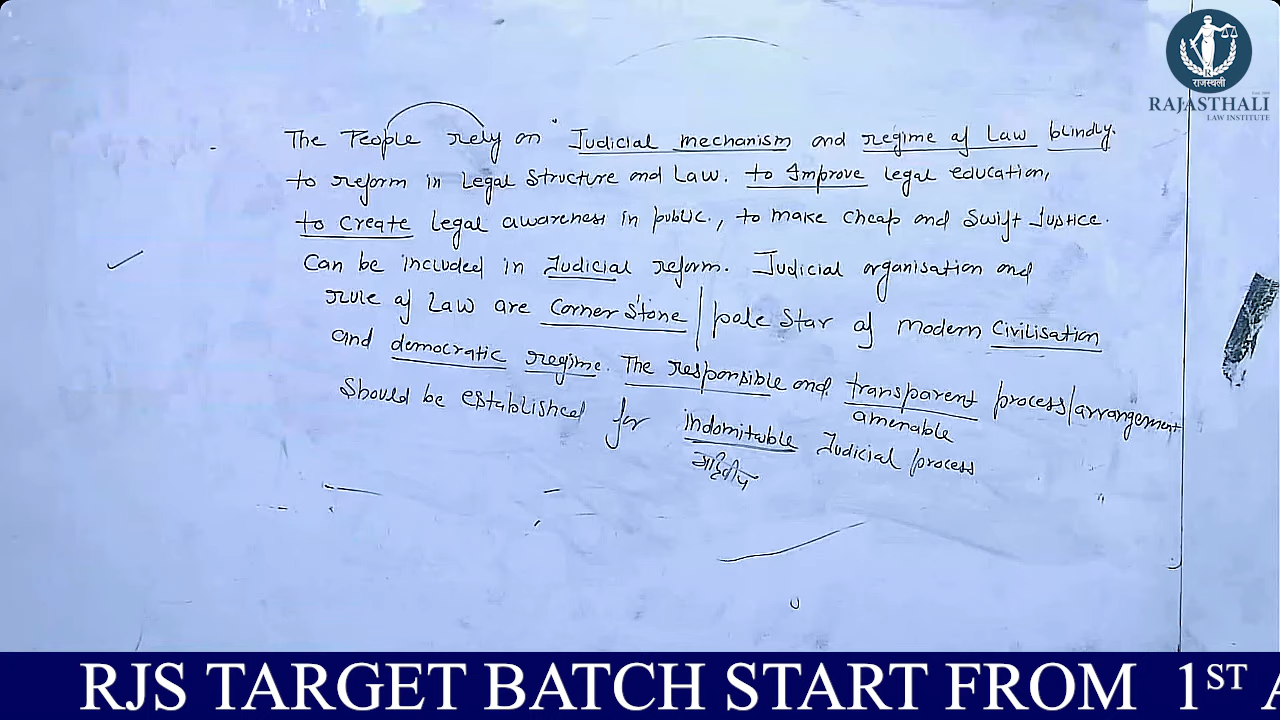 राजस्थली
RAJASTHALI
LAW INSTITUTE
The People rely on "Judicial mechanism and regime of Law blindly.
to reform in Legal Structure and Law. to Improve legal education,
to create legal awareness in public., to make cheap and swift Justice.
Can be included in Judicial reform. Judicial organisation and
rule of Law are Corner Stone / pole Star of modern Civilisation
and democratic regime. The responsible and transparent process/arrangement
amenable
Should be established for indomitable Judicial process
RJS TARGET BATCH START FROM 1ST A